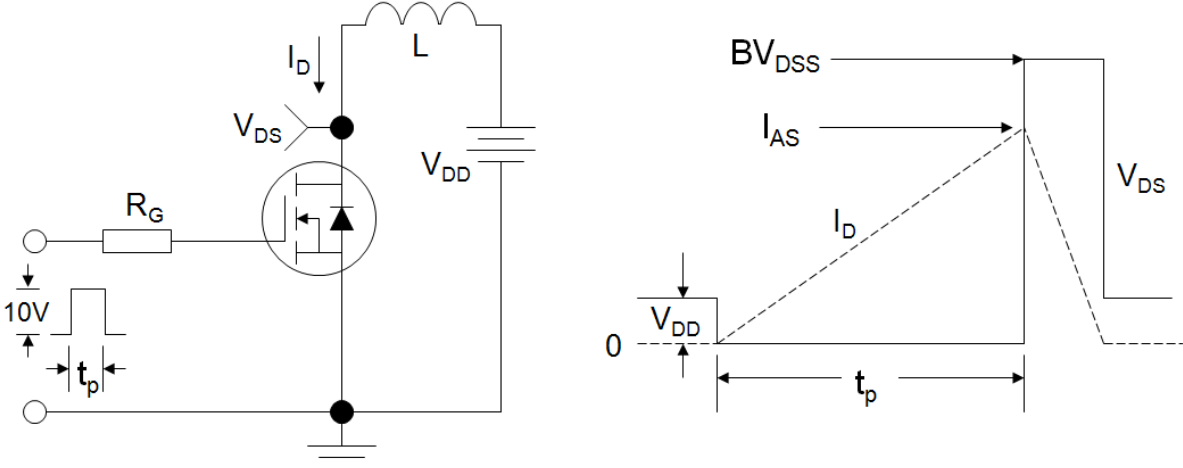 L
I_D
V_DS
V_DD
R_G
10V
t_p
BV_DSS
I_AS
V_DS
I_D
V_DD
0
t_p